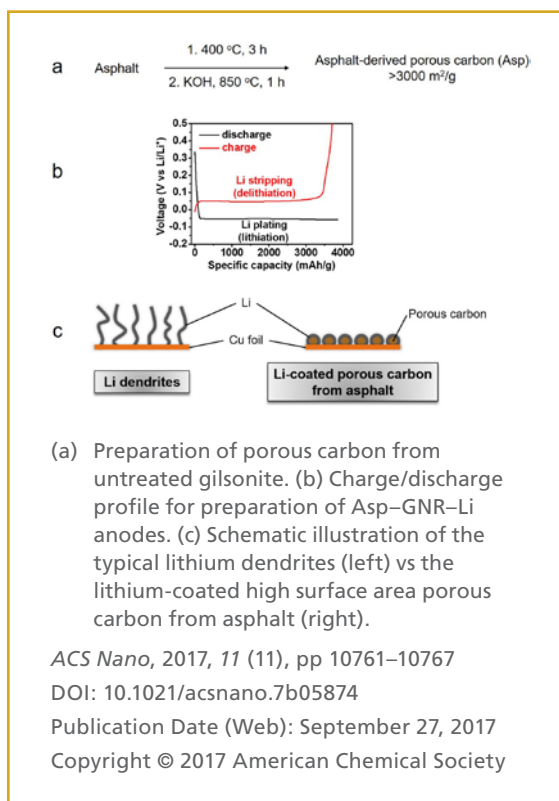 a
Asphalt
1. 400 °C, 3 h
2. KOH, 850 °C, 1 h
Asphalt-derived porous carbon (Asp)
>3000 m²/g
b
Voltage (V vs Li/Li⁺)
0.5
0.4
0.3
0.2
0.1
0.0
-0.1
-0.2
discharge
charge
Li stripping
(delithiation)
Li plating
(lithiation)
0 1000 2000 3000 4000
Specific capacity (mAh/g)
c
Li
Cu foil
Porous carbon
Li dendrites
Li-coated porous carbon
from asphalt
(a) Preparation of porous carbon from
untreated gilsonite. (b) Charge/discharge
profile for preparation of Asp–GNR–Li
anodes. (c) Schematic illustration of the
typical lithium dendrites (left) vs the
lithium-coated high surface area porous
carbon from asphalt (right).
ACS Nano, 2017, 11 (11), pp 10761–10767
DOI: 10.1021/acsnano.7b05874
Publication Date (Web): September 27, 2017
Copyright © 2017 American Chemical Society